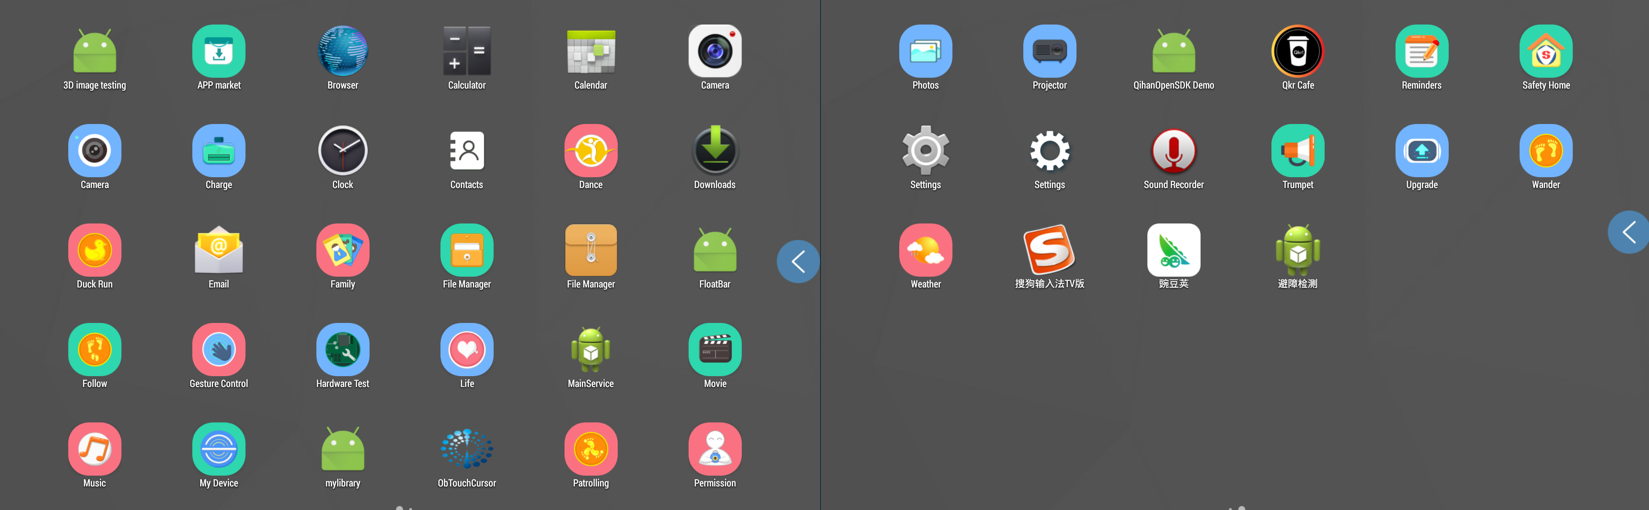 3D image testing
APP market
Browser
Calculator
Calendar
Camera
Camera
Charge
Clock
Contacts
Dance
Downloads
Duck Run
Email
Family
File Manager
File Manager
FloatBar
Follow
Gesture Control
Hardware Test
Life
MainService
Movie
Music
My Device
mylibrary
ObTouchCursor
Patrolling
Permission
Photos
Projector
QihanOpenSDK Demo
Qkr
Qkr Cafe
Reminders
S
Safety Home
Settings
Settings
Sound Recorder
Trumpet
Upgrade
Wander
Weather
S
搜狗输入法TV版
豌豆荚
避障检测